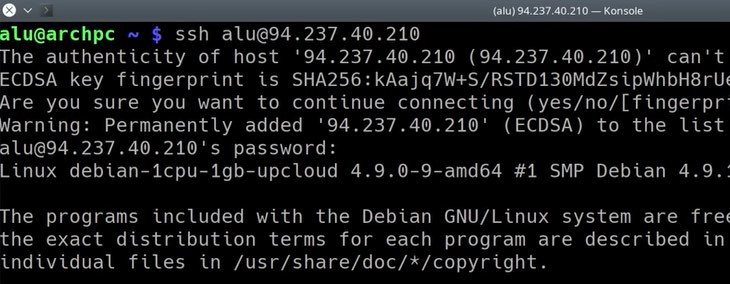 (alu) 94.237.40.210 — Konsole
alu@archpc ~ $ ssh alu@94.237.40.210
The authenticity of host '94.237.40.210 (94.237.40.210)' can't
ECDSA key fingerprint is SHA256:kAajq7W+S/RSTD130MdZsipWhbH8rUe
Are you sure you want to continue connecting (yes/no/[fingerpr
Warning: Permanently added '94.237.40.210' (ECDSA) to the list
alu@94.237.40.210's password:
Linux debian-1cpu-1gb-upcloud 4.9.0-9-amd64 #1 SMP Debian 4.9.1
The programs included with the Debian GNU/Linux system are free
the exact distribution terms for each program are described in
individual files in /usr/share/doc/*/copyright.